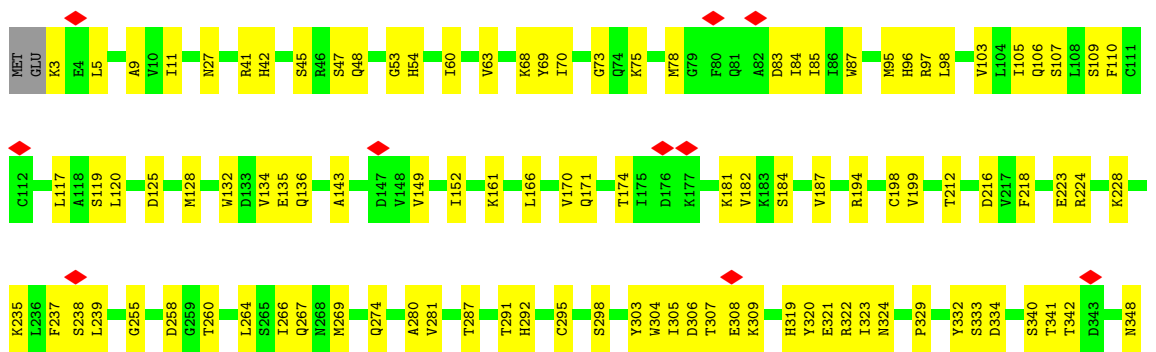 MET GLU K3 E4 L5 A9 V10 I11 N27 R41 H42 S45 R46 S47 Q48 G53 H54 I60 V63 K68 Y69 I70 G73 Q74 K75 M78 G79 F80 Q81 A82 D83 I84 I85 I86 W87 M95 H96 R97 L98 V103 L104 I105 Q106 S107 L108 S109 F110 C111
C112 L117 A118 S119 L120 D125 M128 W132 D133 V134 E135 Q136 A143 D147 V148 V149 I152 K161 L166 V170 Q171 T174 I175 D176 K177 K181 V182 K183 S184 V187 R194 C198 V199 T212 D216 V217 F218 E223 R224 K228
K235 L236 F237 S238 L239 G255 D258 G259 T260 L264 S265 I266 Q267 N268 M269 Q274 A280 V281 T287 T291 H292 C295 S298 Y303 W304 I305 D306 T307 E308 K309 H319 Y320 E321 R322 I323 N324 P329 Y332 S333 D334 S340 T341 T342 D343 N348